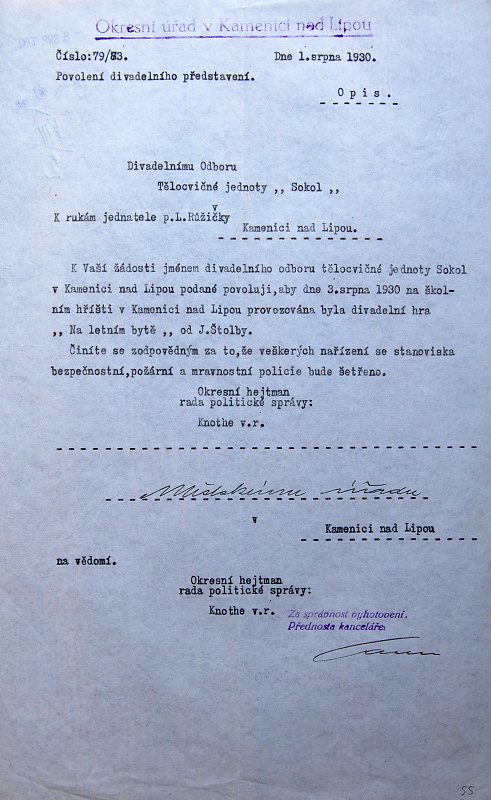 Okresní úřad v Kamenici nad Lipou
Číslo:79/83. Dne 1.srpna 1930.
Povolení divadelního představení.
Opis.
Divadelnímu Odboru
Tělocvičné jednoty ,, Sokol ,,
v
K rukám jednatele p.L.Růžičky
Kamenici nad Lipou.
K Vaší žádosti jménem divadelního odboru tělocvičné jednoty Sokol
v Kamenici nad Lipou podané povoluji,aby dne 3.srpna 1930 na škol-
ním hřišti v Kamenici nad Lipou provozována byla divadelní hra
,, Na letním bytě ,, od J.Štolby.
Činíte se zodpovědným za to,že veškerých nařízení se stanoviska
bezpečnostní,požární a mravnostní policie bude šetřeno.
Okresní hejtman
rada politické správy:
Knothe v.r.
Městskému úřadu
v
Kamenici nad Lipou
na vědomí.
Okresní hejtman
rada politické správy:
Knothe v.r.
Za správnost vyhotovení.
Přednosta kanceláře:
55